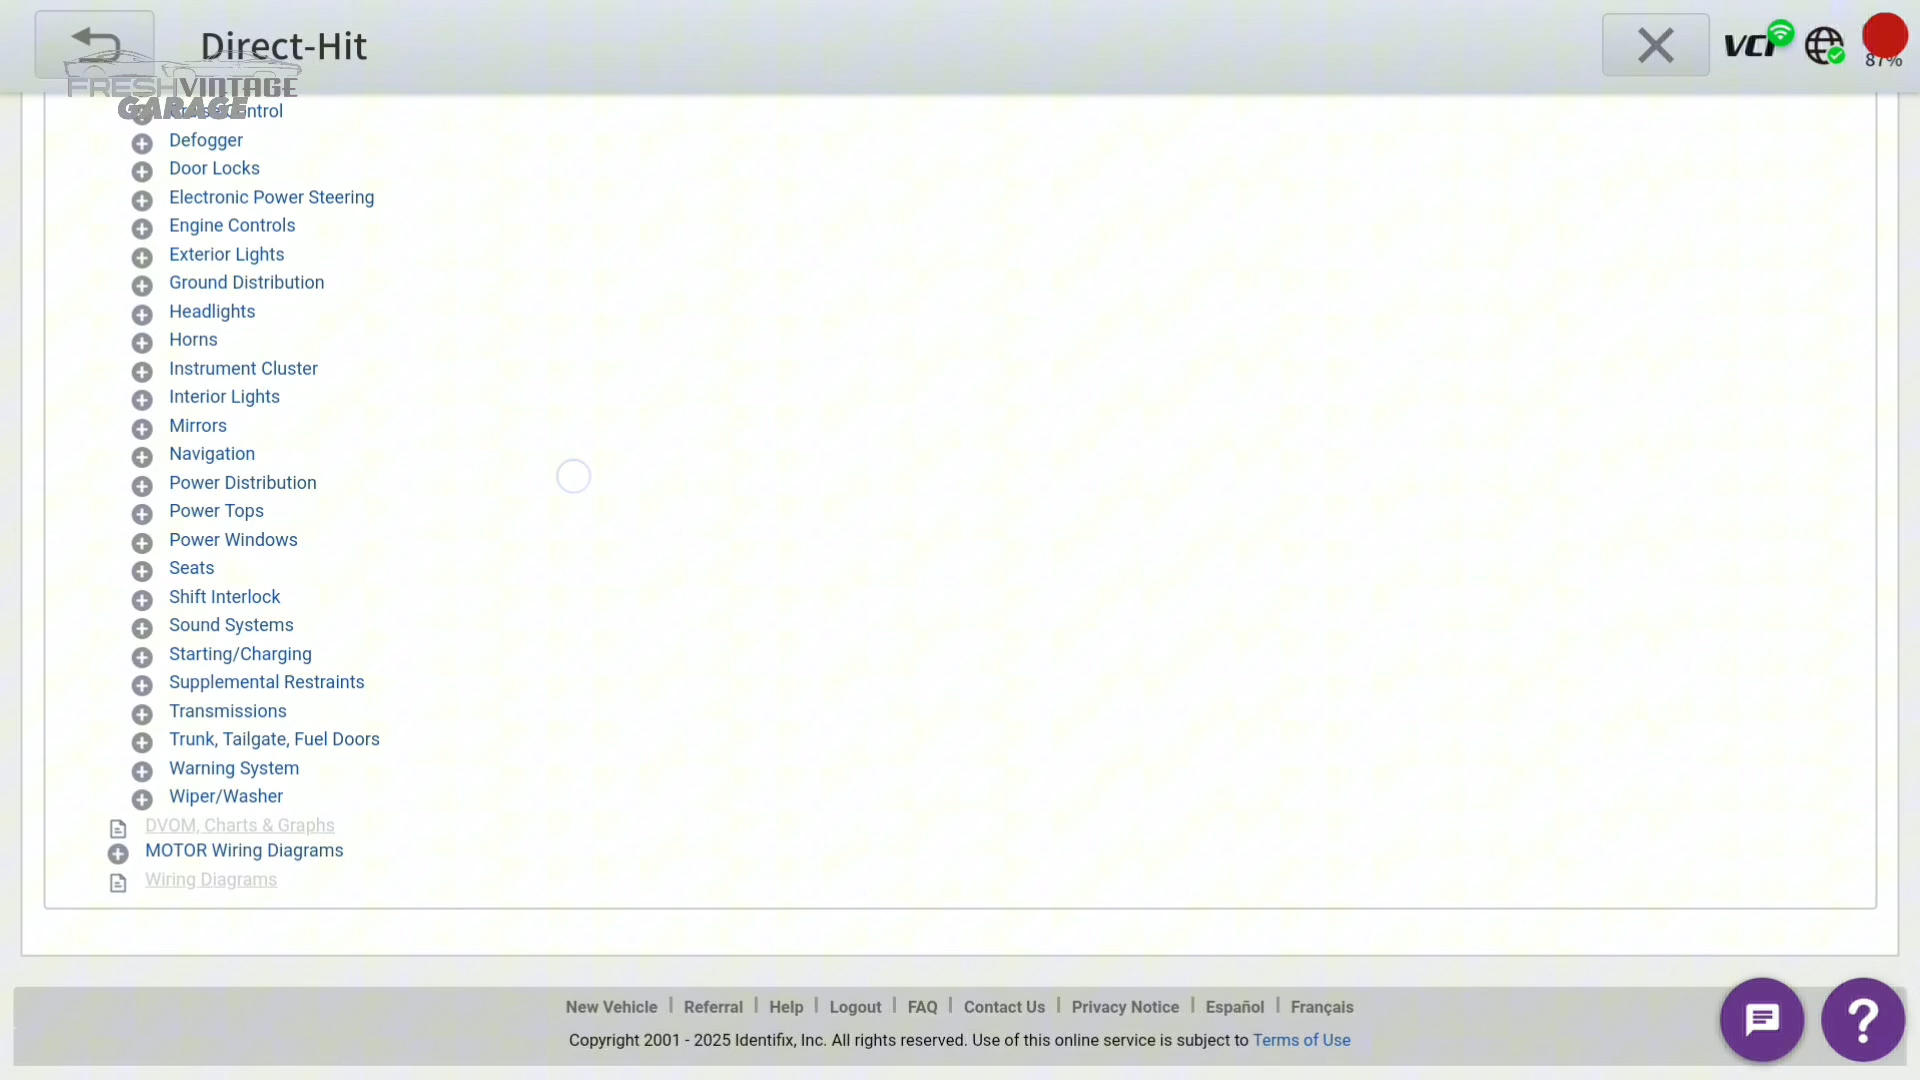 Direct-Hit
VCI
87%
FRESHVINTAGE
GARAGE
Cruise Control
Defogger
Door Locks
Electronic Power Steering
Engine Controls
Exterior Lights
Ground Distribution
Headlights
Horns
Instrument Cluster
Interior Lights
Mirrors
Navigation
Power Distribution
Power Tops
Power Windows
Seats
Shift Interlock
Sound Systems
Starting/Charging
Supplemental Restraints
Transmissions
Trunk, Tailgate, Fuel Doors
Warning System
Wiper/Washer
DVOM, Charts & Graphs
MOTOR Wiring Diagrams
Wiring Diagrams
New Vehicle | Referral | Help | Logout | FAQ | Contact Us | Privacy Notice | Español | Français
Copyright 2001 - 2025 Identifix, Inc. All rights reserved. Use of this online service is subject to Terms of Use